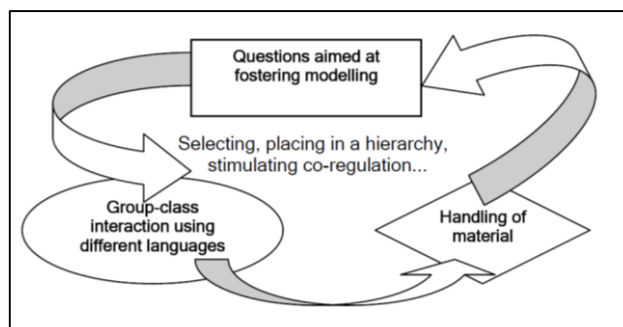 Questions aimed at
fostering modelling
Selecting, placing in a hierarchy,
stimulating co-regulation...
Group-class
interaction using
different languages
Handling of
material